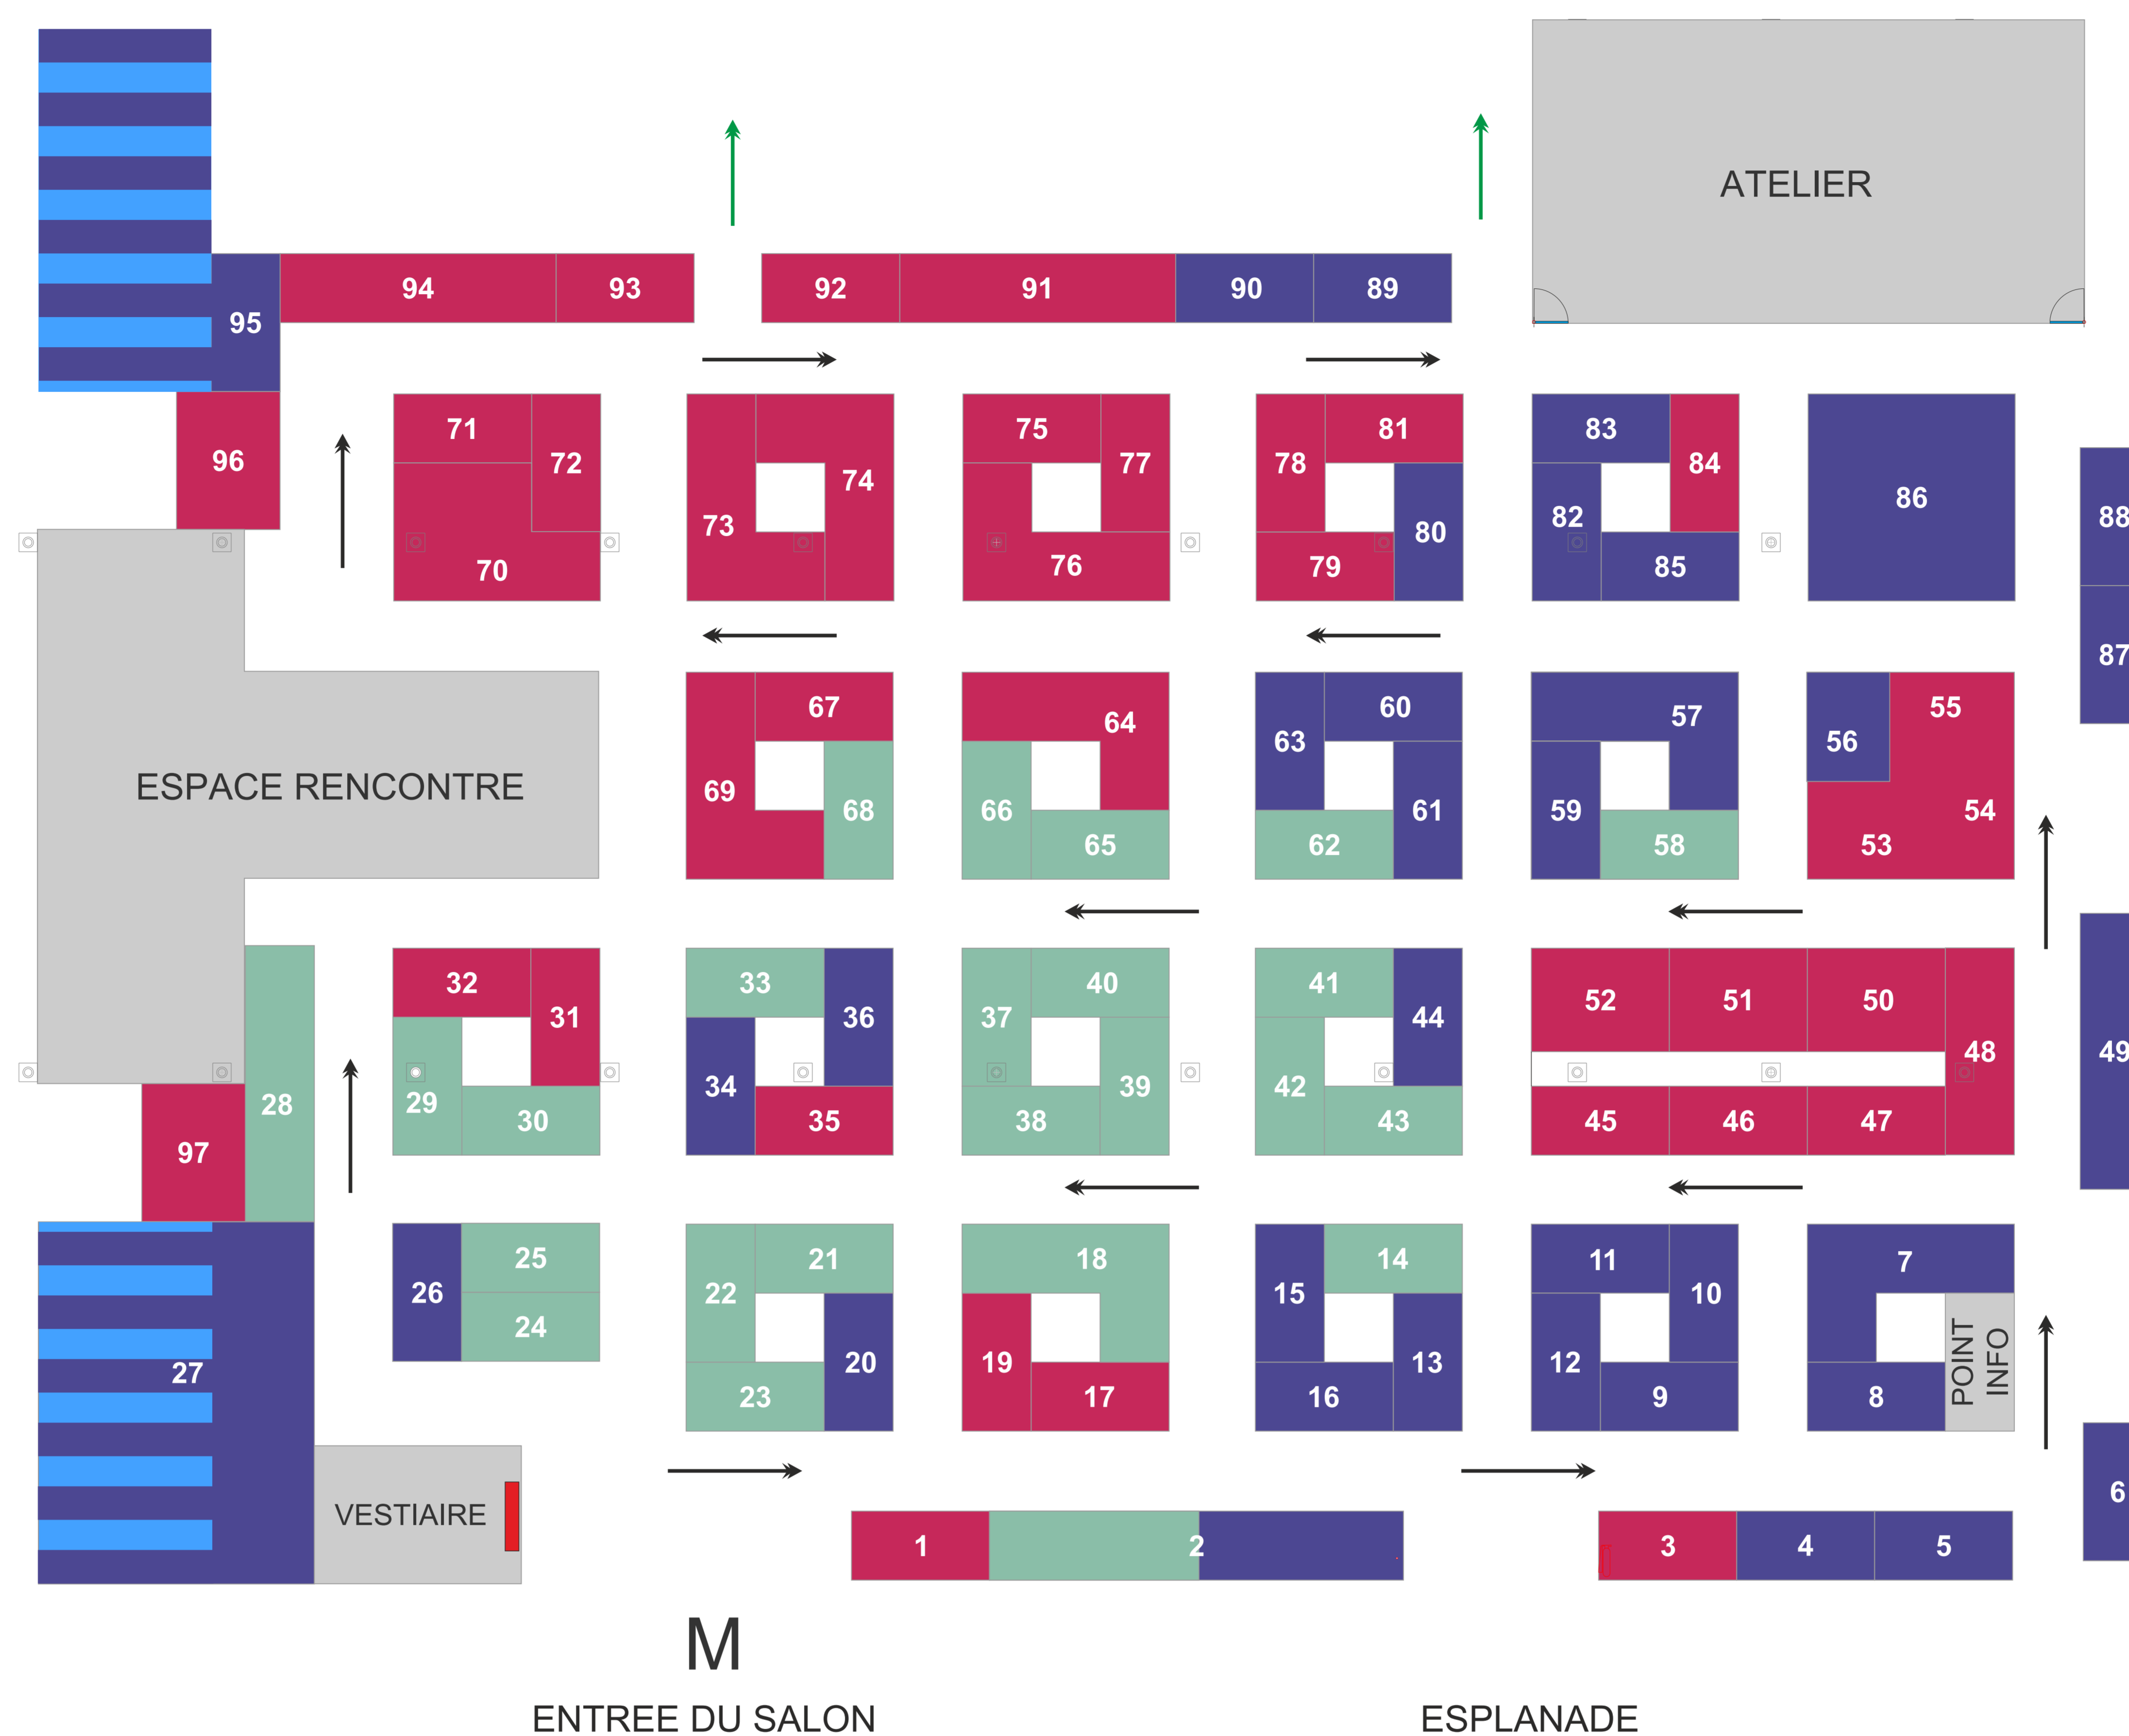 ATELIER
94 93 92 91 90 89
95
71 75 81 83
96 72 74 77 78 84
73 82 80 86 88
70 76 79 85
87
67 64 60 57 55
63 56
ESPACE RENCONTRE
69 68 66 61 59 54
65 62 58 53
32 33 40 41 52 51 50
31 36 37 44
28 29 34 39 42 48 49
97 30 35 38 43 45 46 47
25 21 18 14 11 7
26 22 15 10
24
27 20 19 13 12 POINT
INFO
23 17 16 9 8
VESTIAIRE
6
1 2 3 4 5
M
ENTREE DU SALON ESPLANADE